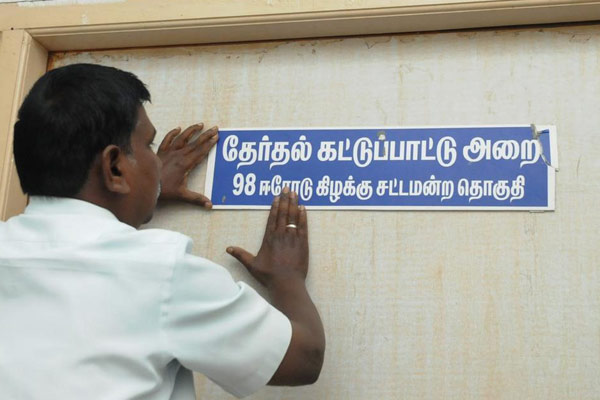 தேர்தல் கட்டுப்பாட்டு அறை
98 ஈரோடு கிழக்கு சட்டமன்ற தொகுதி